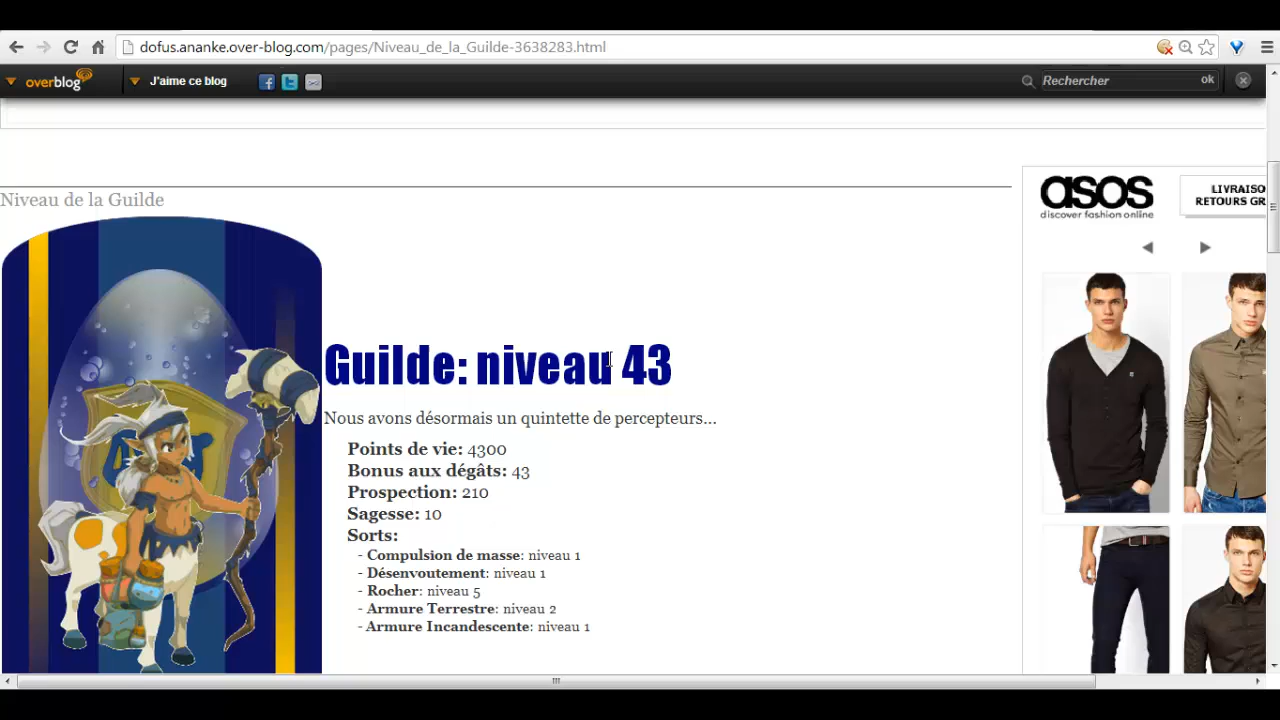 dofus.ananke.over-blog.com/pages/Niveau_de_la_Guilde-3638283.html
overblog
J'aime ce blog
Rechercher
ok
Niveau de la Guilde
asos
discover fashion online
LIVRAISO
RETOURS GR
Guilde: niveau 43
Nous avons désormais un quintette de percepteurs...
Points de vie: 4300
Bonus aux dégâts: 43
Prospection: 210
Sagesse: 10
Sorts:
- Compulsion de masse: niveau 1
- Désenvoutement: niveau 1
- Rocher: niveau 5
- Armure Terrestre: niveau 2
- Armure Incandescente: niveau 1